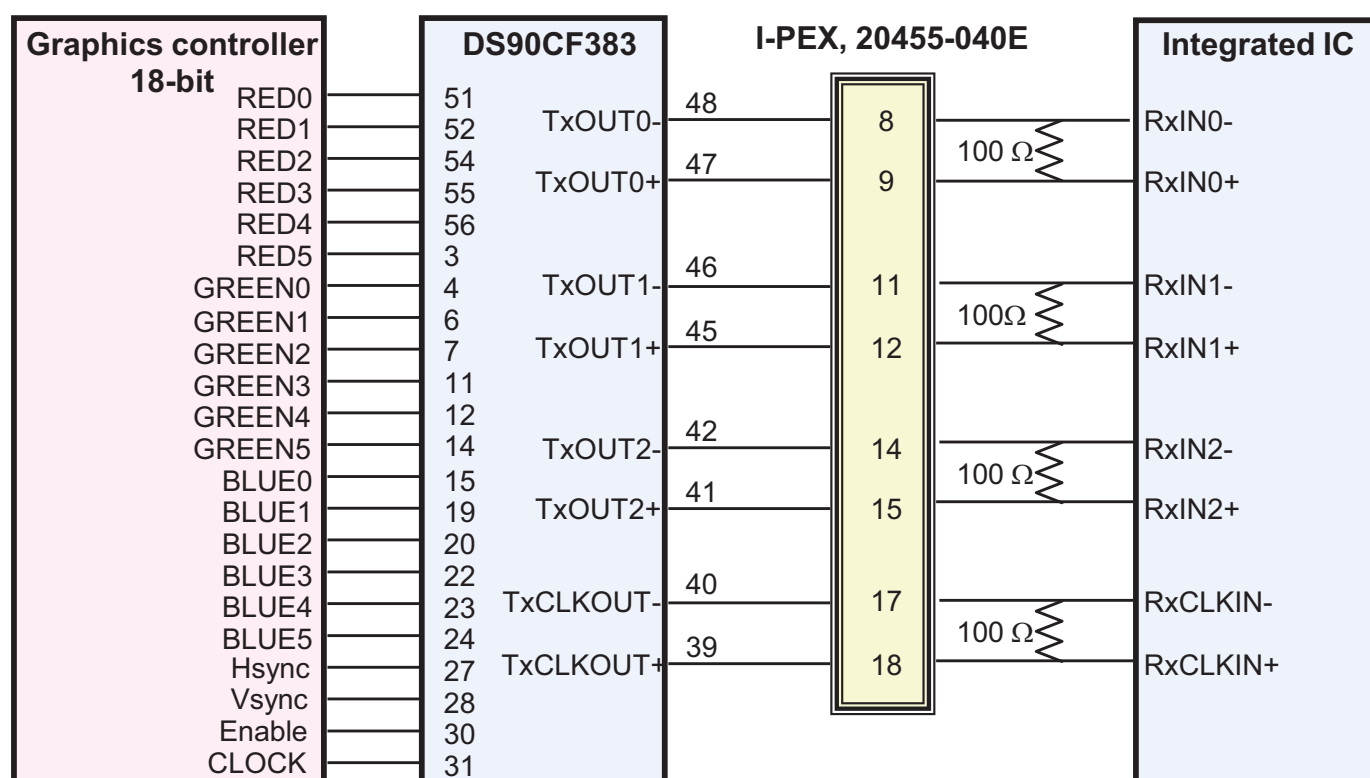 Graphics controller
18-bit
DS90CF383
I-PEX, 20455-040E
Integrated IC
RED0 51
RED1 52
RED2 54
RED3 55
RED4 56
RED5 3
GREEN0 4
GREEN1 6
GREEN2 7
GREEN3 11
GREEN4 12
GREEN5 14
BLUE0 15
BLUE1 19
BLUE2 20
BLUE3 22
BLUE4 23
BLUE5 24
Hsync 27
Vsync 28
Enable 30
CLOCK 31
TxOUT0- 48 8 RxIN0-
100 Ω
TxOUT0+ 47 9 RxIN0+
TxOUT1- 46 11 RxIN1-
100Ω
TxOUT1+ 45 12 RxIN1+
TxOUT2- 42 14 RxIN2-
100 Ω
TxOUT2+ 41 15 RxIN2+
TxCLKOUT- 40 17 RxCLKIN-
100 Ω
TxCLKOUT+ 39 18 RxCLKIN+